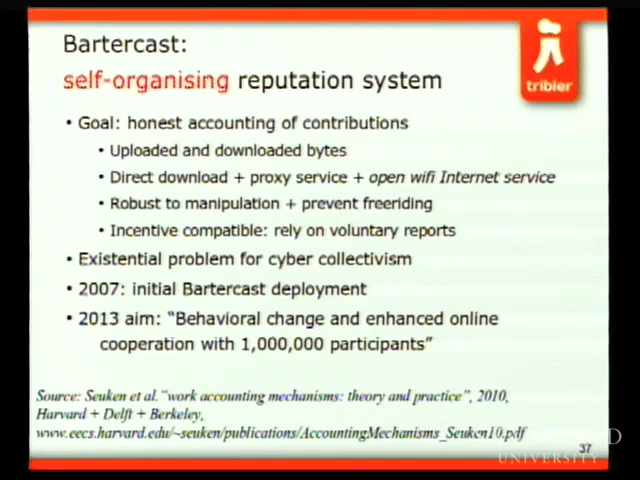 Bartercast:
self-organising reputation system
tribler
• Goal: honest accounting of contributions
• Uploaded and downloaded bytes
• Direct download + proxy service + open wifi Internet service
• Robust to manipulation + prevent freeriding
• Incentive compatible: rely on voluntary reports
• Existential problem for cyber collectivism
• 2007: initial Bartercast deployment
• 2013 aim: “Behavioral change and enhanced online
cooperation with 1,000,000 participants”
Source: Seuken et al.“work accounting mechanisms: theory and practice”, 2010,
Harvard + Delft + Berkeley,
www.eecs.harvard.edu/~seuken/publications/AccountingMechanisms_Seuken10.pdf
37
D
UNIVERSITY